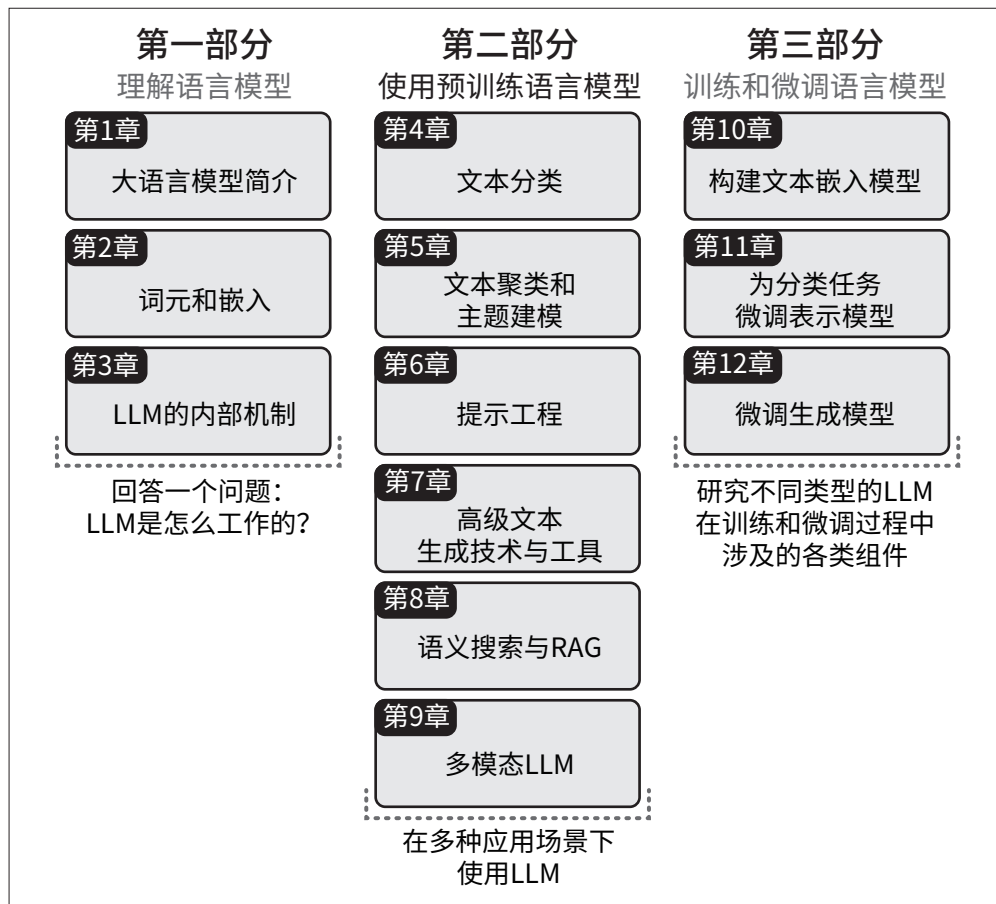 第一部分
理解语言模型
第1章
大语言模型简介
第2章
词元和嵌入
第3章
LLM的内部机制
回答一个问题：
LLM是怎么工作的？
第二部分
使用预训练语言模型
第4章
文本分类
第5章
文本聚类和
主题建模
第6章
提示工程
第7章
高级文本
生成技术与工具
第8章
语义搜索与RAG
第9章
多模态LLM
在多种应用场景下
使用LLM
第三部分
训练和微调语言模型
第10章
构建文本嵌入模型
第11章
为分类任务
微调表示模型
第12章
微调生成模型
研究不同类型的LLM
在训练和微调过程中
涉及的各类组件